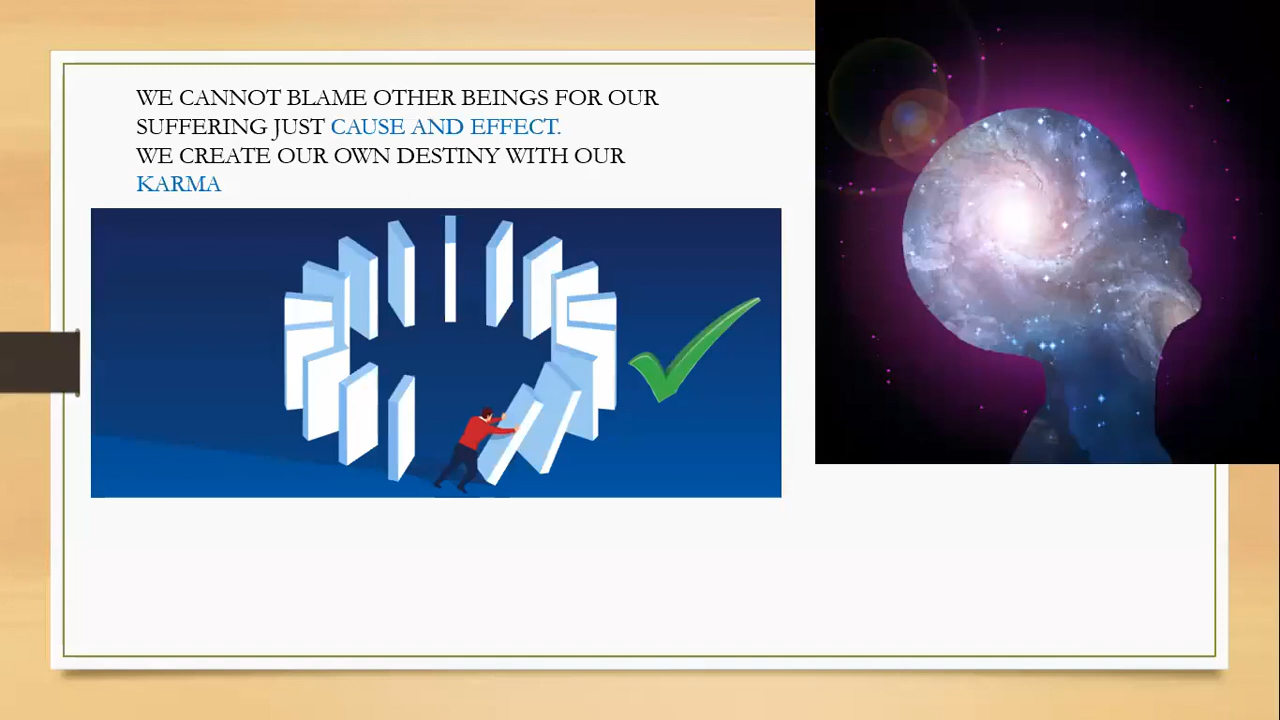 WE CANNOT BLAME OTHER BEINGS FOR OUR
SUFFERING JUST CAUSE AND EFFECT.
WE CREATE OUR OWN DESTINY WITH OUR
KARMA